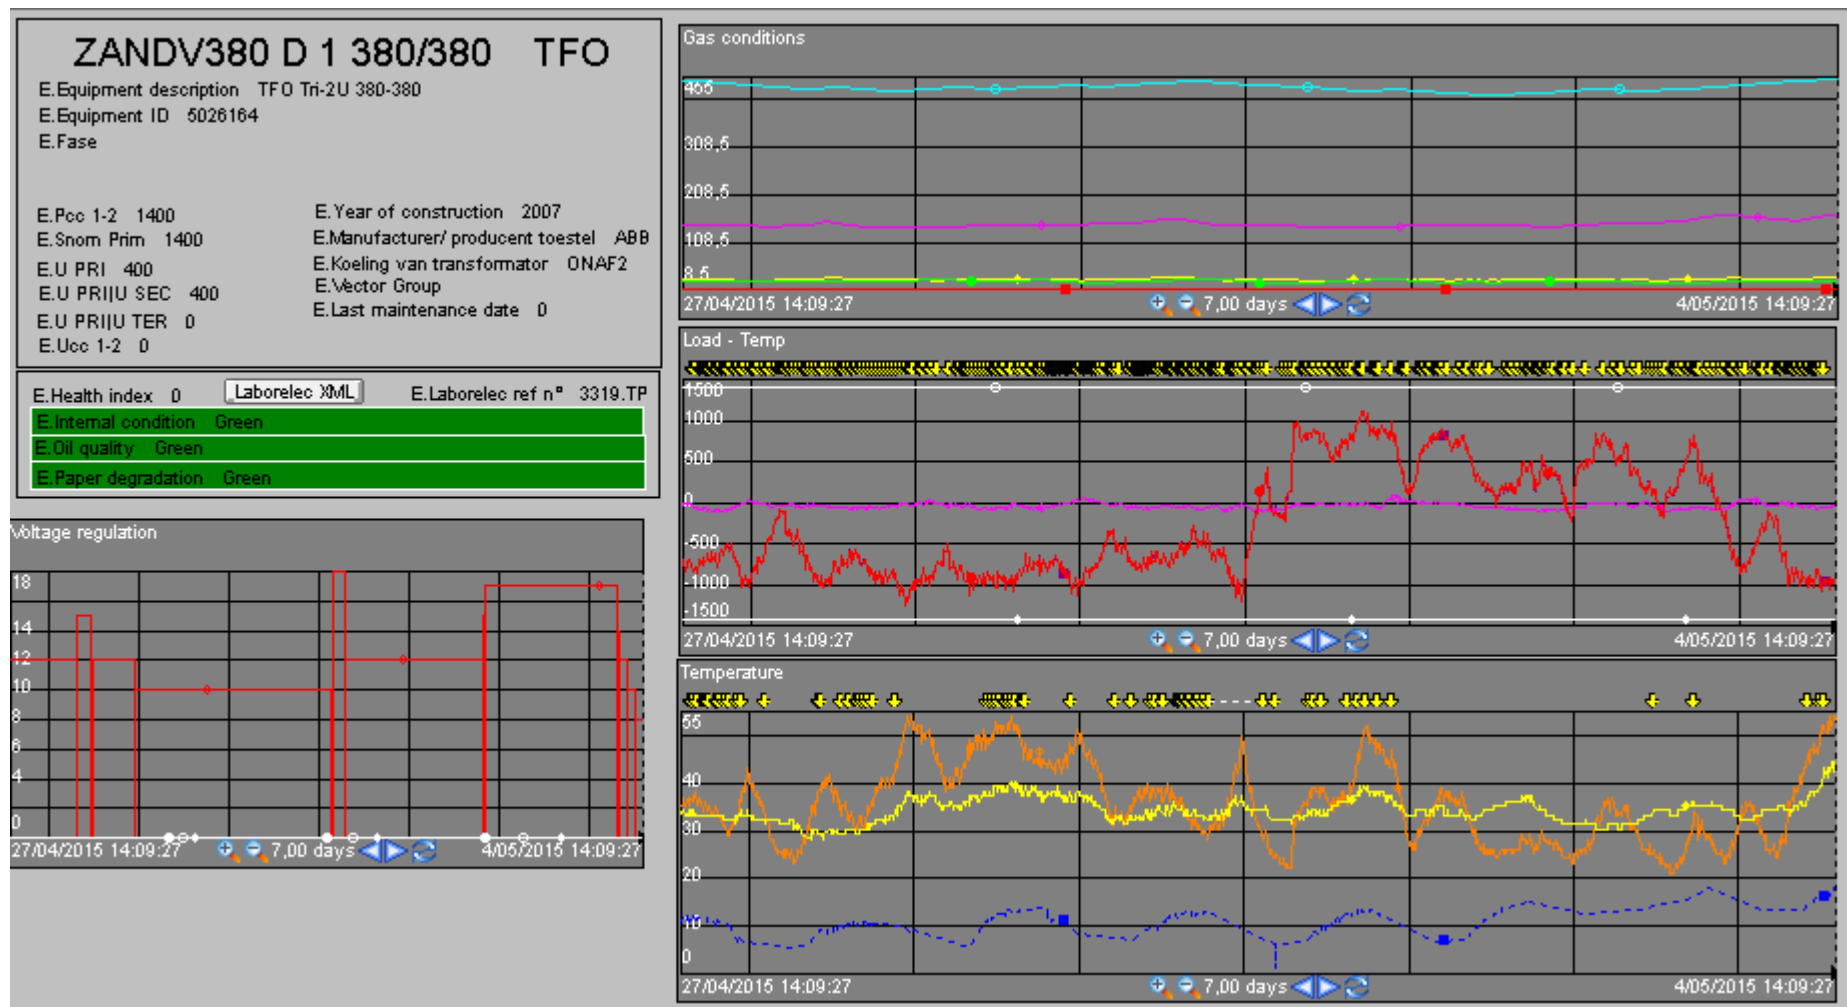 ZANDV380 D 1 380/380 TFO
E.Equipment description TFO Tri-2U 380-380
E.Equipment ID 5026164
E.Fase
E.Pcc 1-2 1400
E.Snom Prim 1400
E.U PRI 400
E.U PRI|U SEC 400
E.U PRI|U TER 0
E.Ucc 1-2 0
E.Year of construction 2007
E.Manufacturer/ producent toestel ABB
E.Koeling van transformator ONAF2
E.Vector Group
E.Last maintenance date 0
E.Health index 0 Laborelec XML E.Laborelec ref n° 3319.TP
E.Internal condition Green
E.Oil quality Green
E.Paper degradation Green
Voltage regulation
18
14
12
10
8
6
4
0
27/04/2015 14:09:27 7,00 days 4/05/2015 14:09:27
Gas conditions
465
308,5
208,5
108,5
8,5
27/04/2015 14:09:27 7,00 days 4/05/2015 14:09:27
Load - Temp
1500
1000
500
0
-500
-1000
-1500
27/04/2015 14:09:27 7,00 days 4/05/2015 14:09:27
Temperature
55
40
30
20
10
0
27/04/2015 14:09:27 7,00 days 4/05/2015 14:09:27